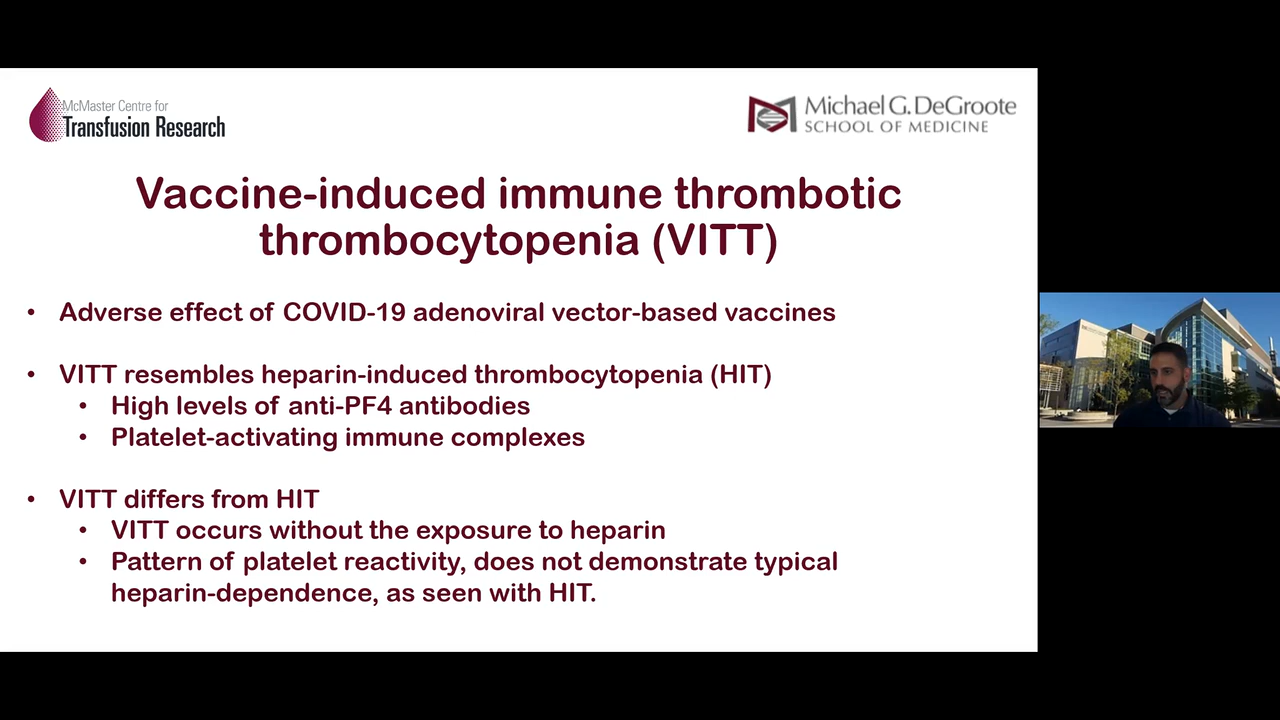 McMaster Centre for
Transfusion Research
Michael G. DeGroote
SCHOOL OF MEDICINE
Vaccine-induced immune thrombotic
thrombocytopenia (VITT)
• Adverse effect of COVID-19 adenoviral vector-based vaccines
• VITT resembles heparin-induced thrombocytopenia (HIT)
• High levels of anti-PF4 antibodies
• Platelet-activating immune complexes
• VITT differs from HIT
• VITT occurs without the exposure to heparin
• Pattern of platelet reactivity, does not demonstrate typical
heparin-dependence, as seen with HIT.